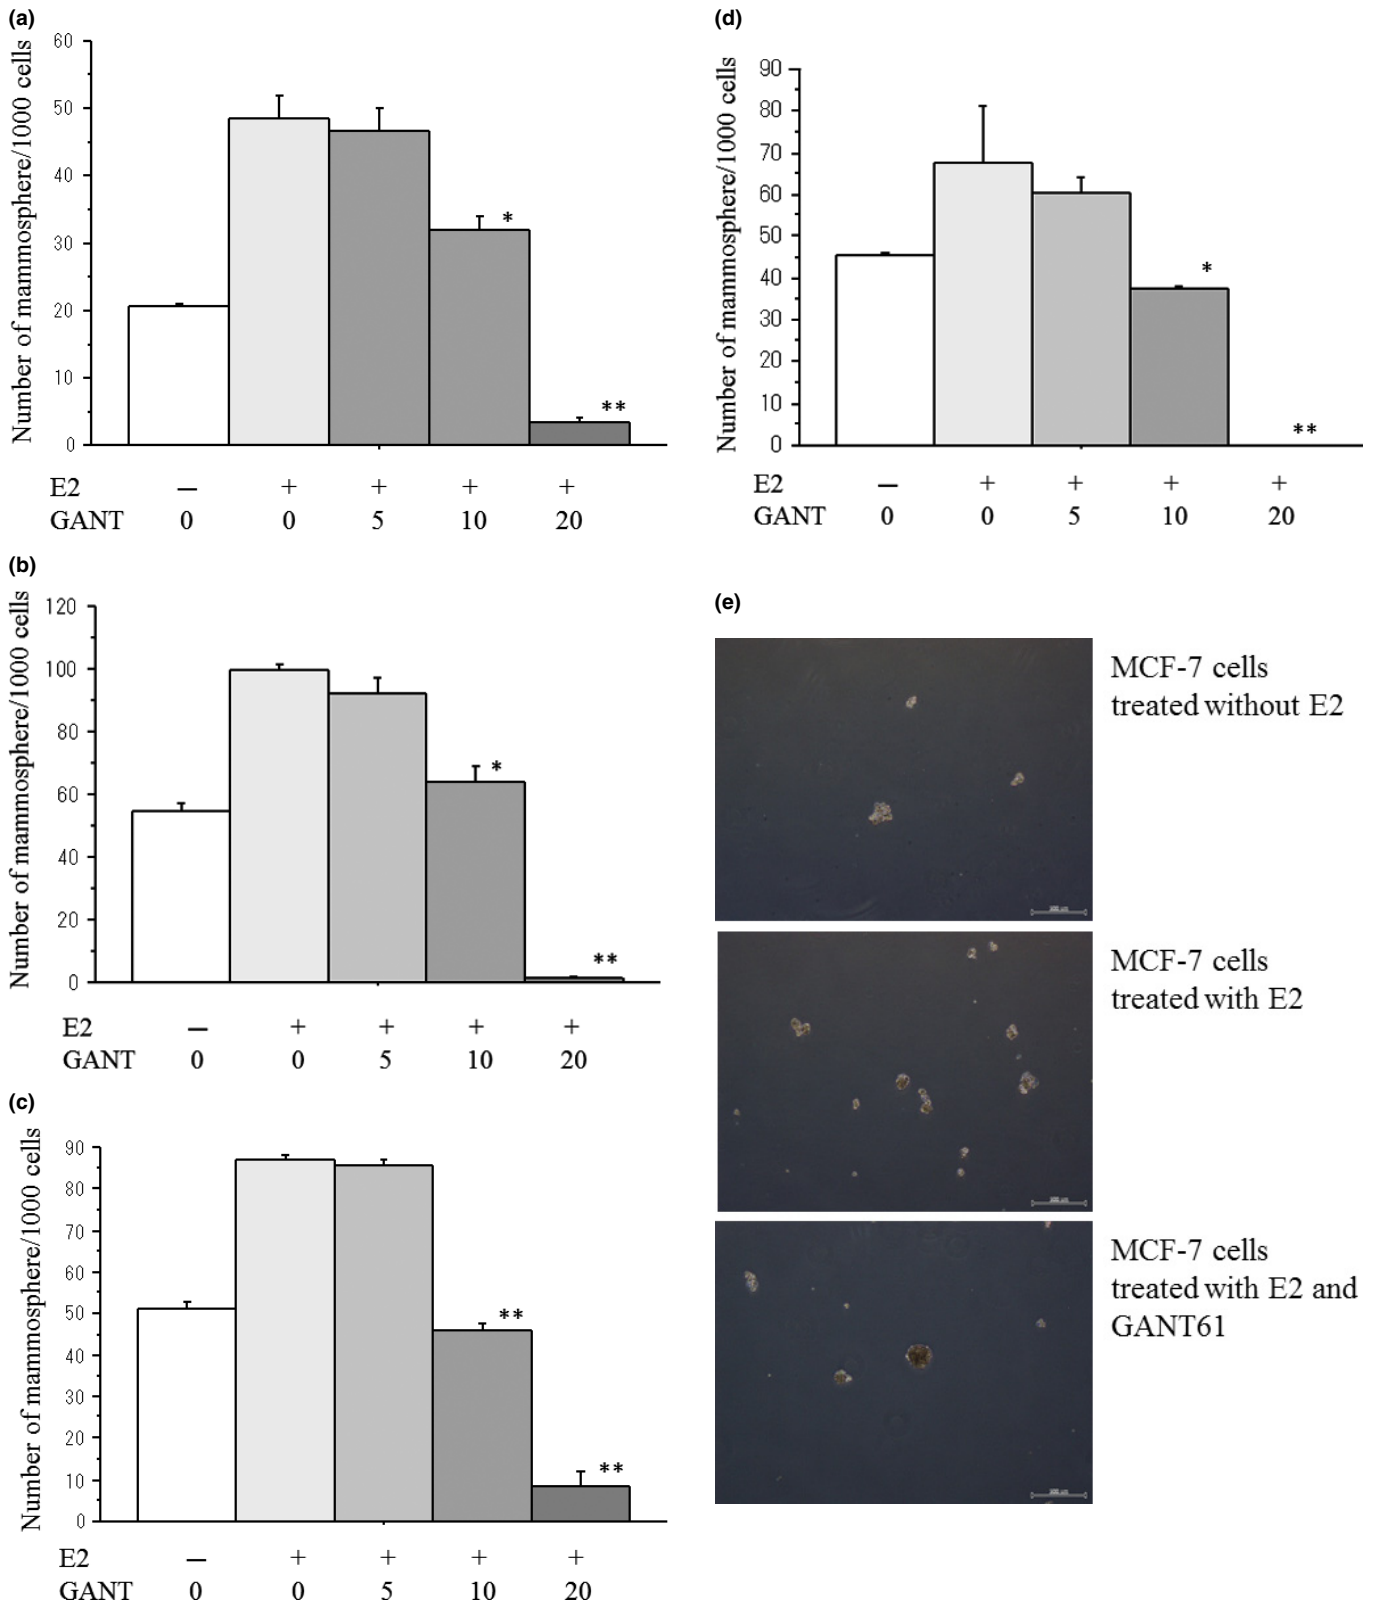 (a)
Number of mammosphere/1000 cells
60
50
40
30
20
10
0
*
**
E2 — + + + +
GANT 0 0 5 10 20
(b)
Number of mammosphere/1000 cells
120
100
80
60
40
20
0
*
**
E2 — + + + +
GANT 0 0 5 10 20
(c)
Number of mammosphere/1000 cells
90
80
70
60
50
40
30
20
10
0
**
**
E2 — + + + +
GANT 0 0 5 10 20
(d)
Number of mammosphere/1000 cells
90
80
70
60
50
40
30
20
10
0
*
**
E2 — + + + +
GANT 0 0 5 10 20
(e)
MCF-7 cells
treated without E2
MCF-7 cells
treated with E2
MCF-7 cells
treated with E2 and
GANT61